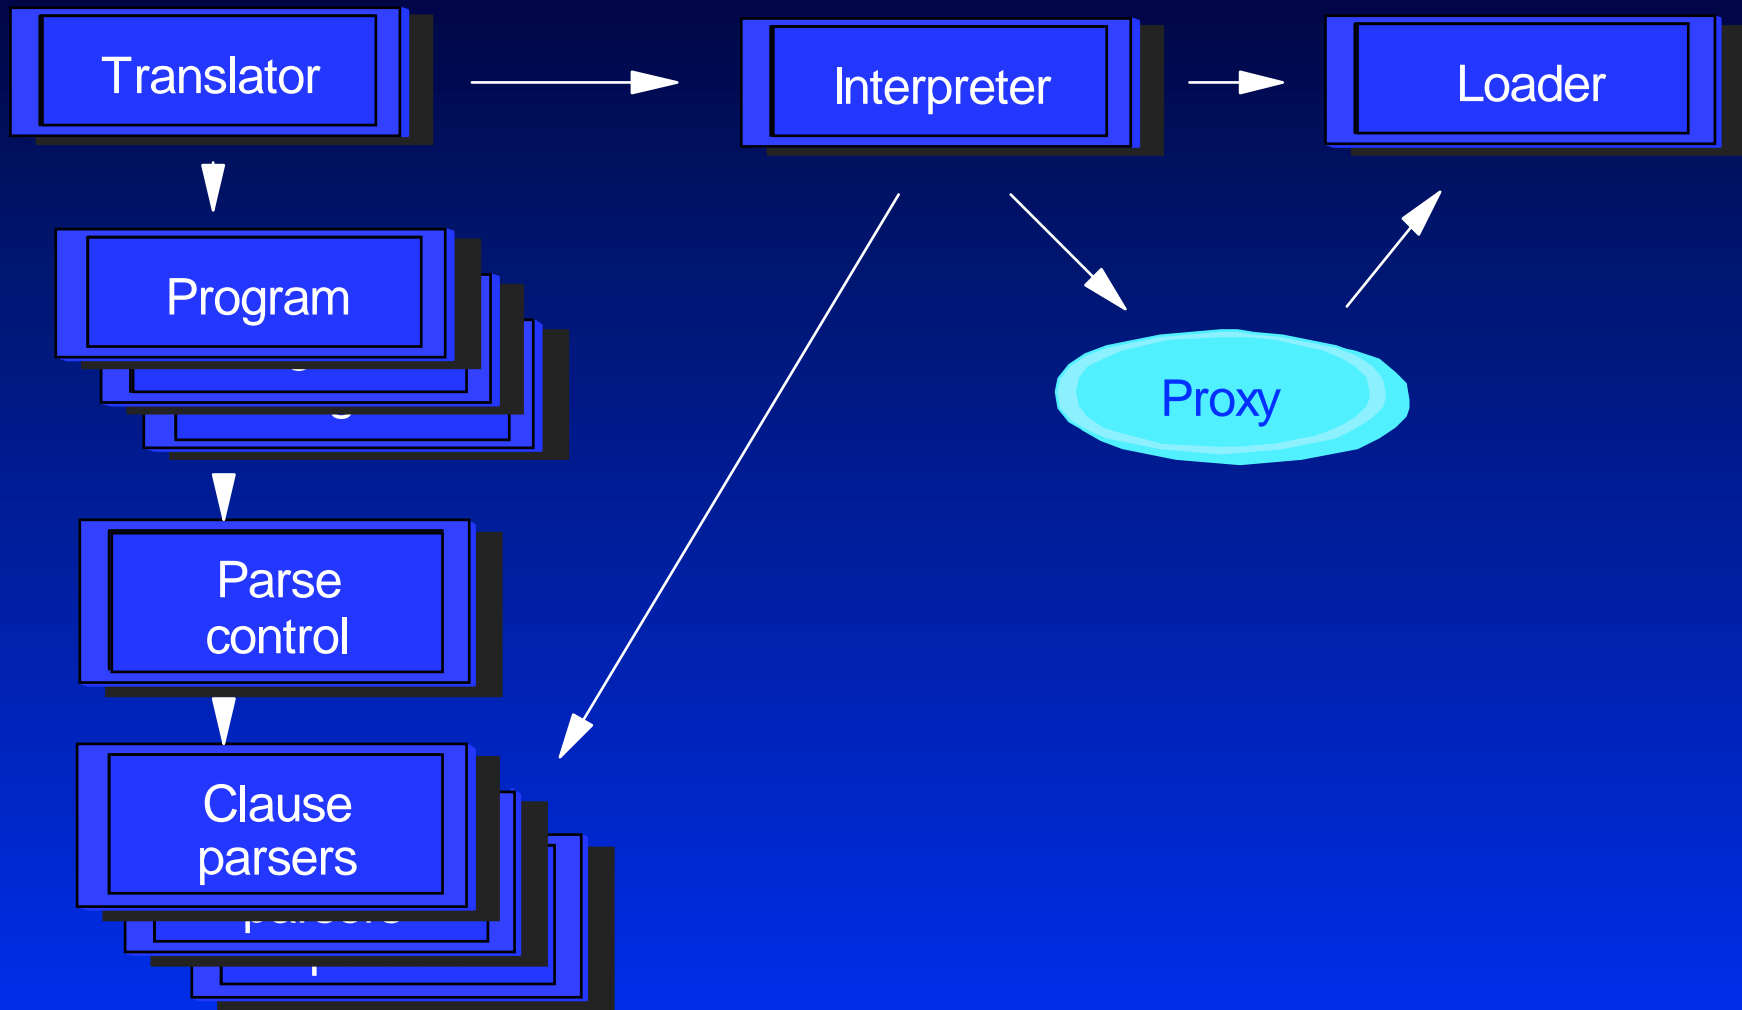 Translator
Interpreter
Loader
Program
Proxy
Parse
control
Clause
parsers